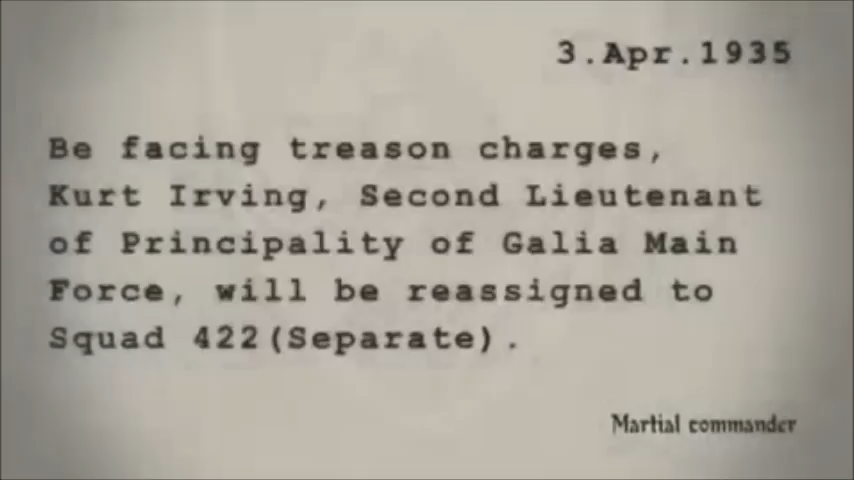 3.Apr.1935
Be facing treason charges,
Kurt Irving, Second Lieutenant
of Principality of Galia Main
Force, will be reassigned to
Squad 422(Separate).
Martial commander